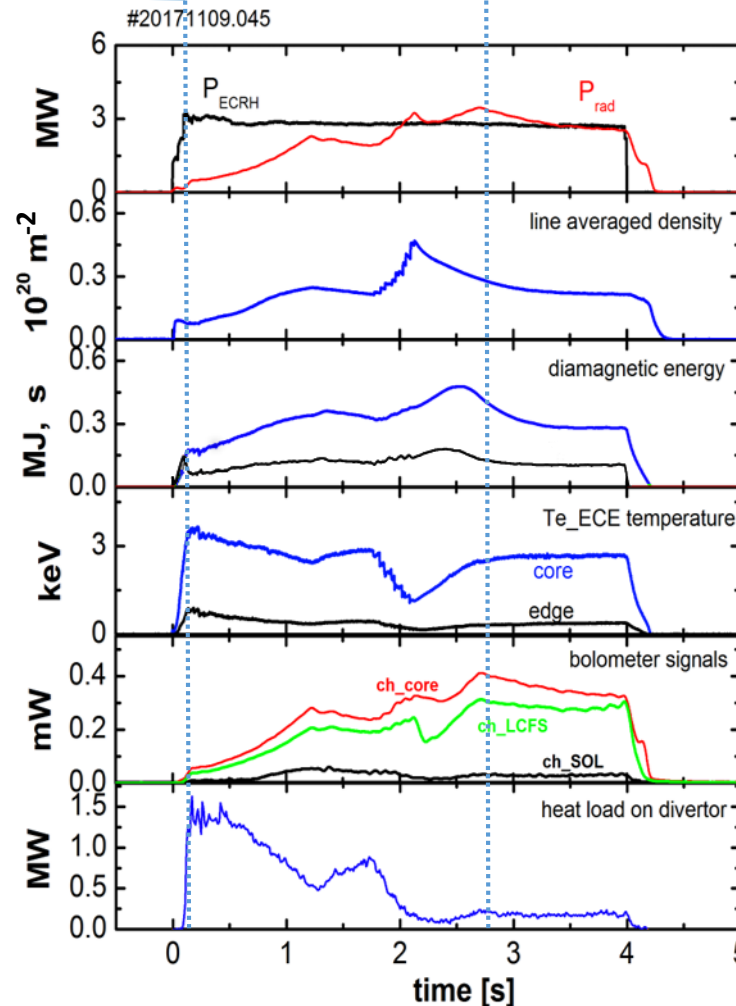 #20171109.045
6
3
0
MW
P_ECRH
P_rad
0.6
0.3
0.0
10^20 m^-2
line averaged density
0.6
0.3
0.0
MJ, s
diamagnetic energy
3
0
keV
Te_ECE temperature
core
edge
0.4
0.2
0
mW
bolometer signals
ch_core
ch_LCFS
ch_SOL
1.5
1.0
0.5
0.0
MW
heat load on divertor
0 1 2 3 4 5
time [s]